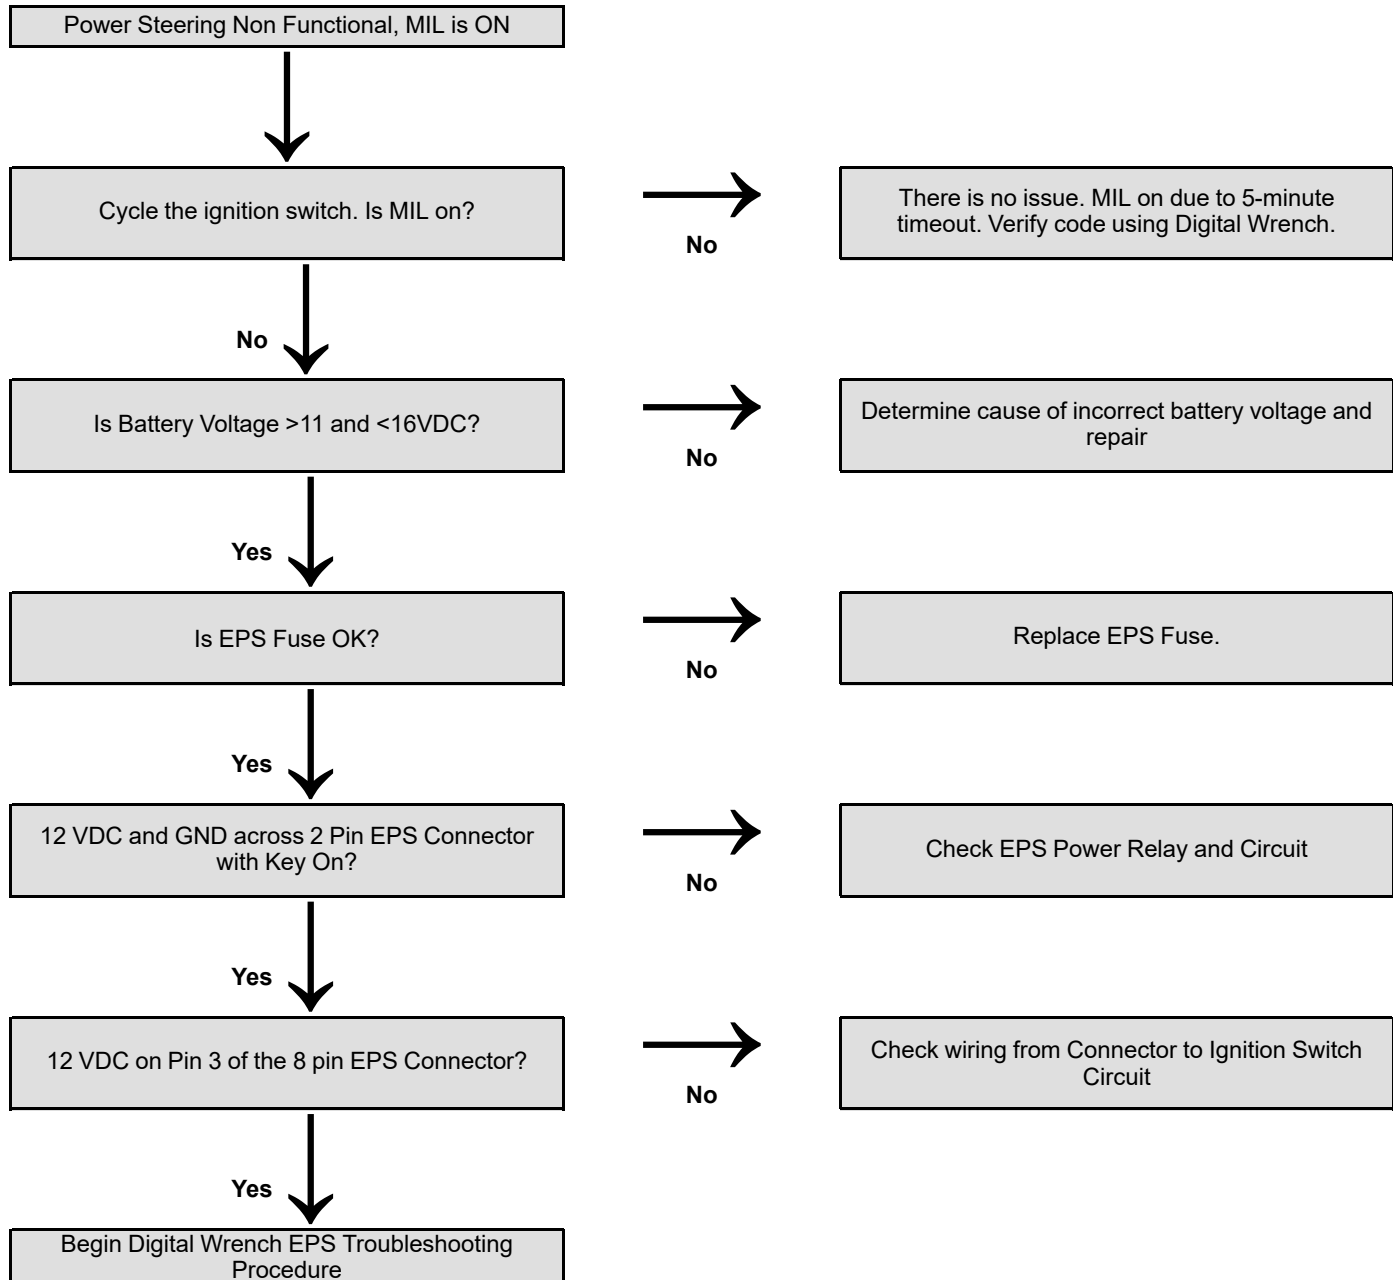 Power Steering Non Functional, MIL is ON
Cycle the ignition switch. Is MIL on?
No
There is no issue. MIL on due to 5-minute
timeout. Verify code using Digital Wrench.
No
Is Battery Voltage >11 and <16VDC?
No
Determine cause of incorrect battery voltage and
repair
Yes
Is EPS Fuse OK?
No
Replace EPS Fuse.
Yes
12 VDC and GND across 2 Pin EPS Connector
with Key On?
No
Check EPS Power Relay and Circuit
Yes
12 VDC on Pin 3 of the 8 pin EPS Connector?
No
Check wiring from Connector to Ignition Switch
Circuit
Yes
Begin Digital Wrench EPS Troubleshooting
Procedure